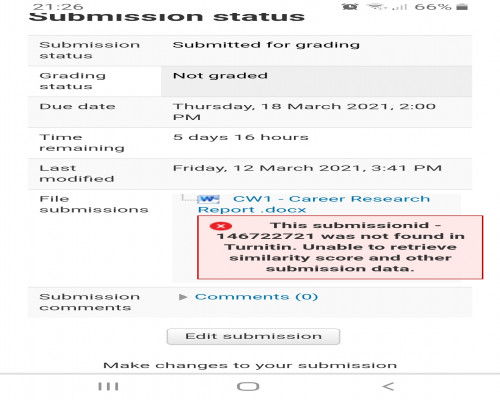 21:26 66%
Submission status
Submission Submitted for grading
status
Grading Not graded
status
Due date Thursday, 18 March 2021, 2:00
PM
Time 5 days 16 hours
remaining
Last Friday, 12 March 2021, 3:41 PM
modified
File CW1 - Career Research
submissions Report .docx
This submissionid -
146722721 was not found in
Turnitin. Unable to retrieve
similarity score and other
submission data.
Submission Comments (0)
comments
Edit submission
Make changes to your submission